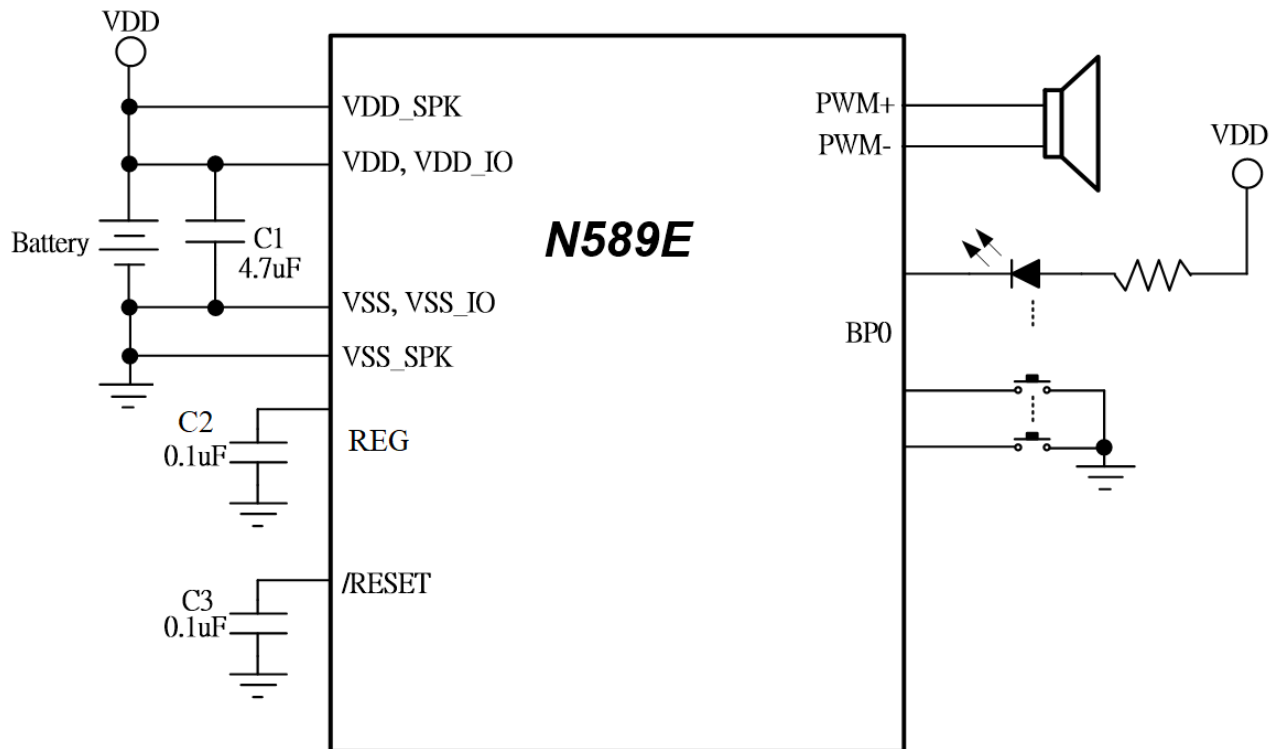 VDD
VDD_SPK
VDD, VDD_IO
Battery
C1
4.7uF
VSS, VSS_IO
VSS_SPK
C2
0.1uF
REG
C3
0.1uF
/RESET
N589E
PWM+
PWM-
VDD
BP0